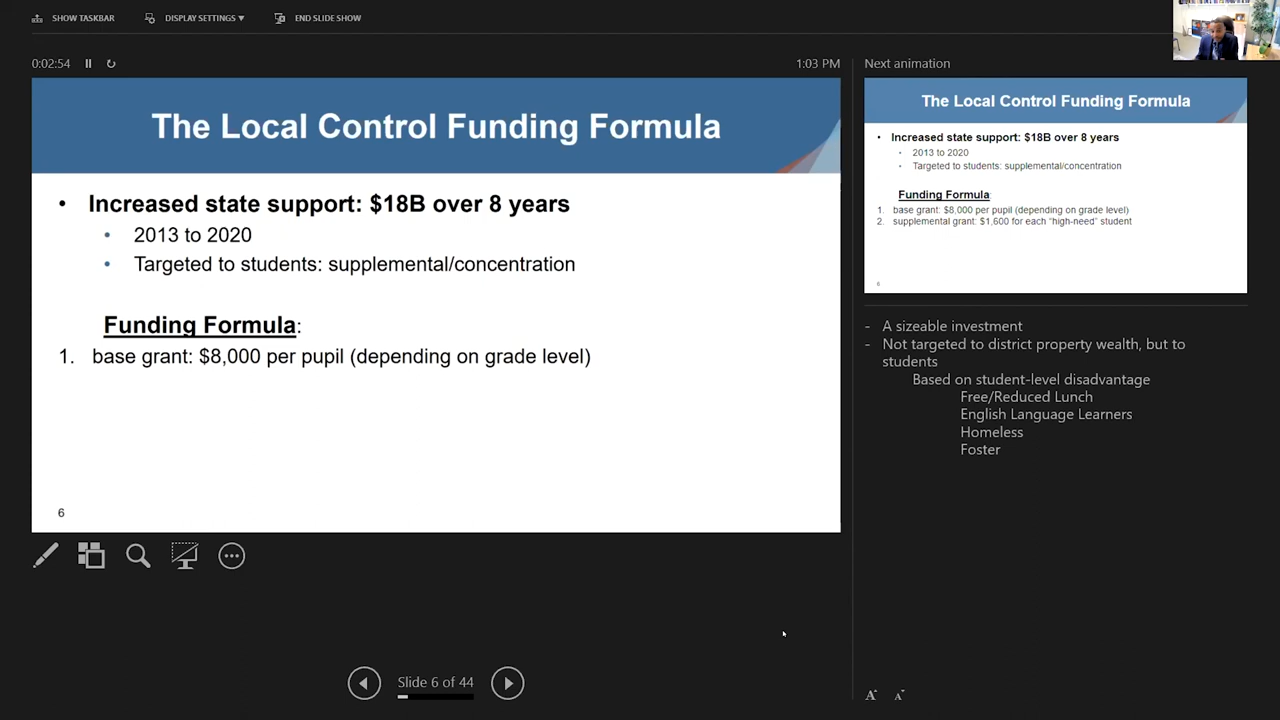 SHOW TASKBAR
DISPLAY SETTINGS ▼
END SLIDE SHOW
0:02:54
1:03 PM
The Local Control Funding Formula
• Increased state support: $18B over 8 years
• 2013 to 2020
• Targeted to students: supplemental/concentration
Funding Formula:
1. base grant: $8,000 per pupil (depending on grade level)
6
Slide 6 of 44
Next animation
The Local Control Funding Formula
• Increased state support: $18B over 8 years
• 2013 to 2020
• Targeted to students: supplemental/concentration
Funding Formula:
1. base grant: $8,000 per pupil (depending on grade level)
2. supplemental grant: $1,600 for each "high-need" student
6
- A sizeable investment
- Not targeted to district property wealth, but to
students
Based on student-level disadvantage
Free/Reduced Lunch
English Language Learners
Homeless
Foster
A A